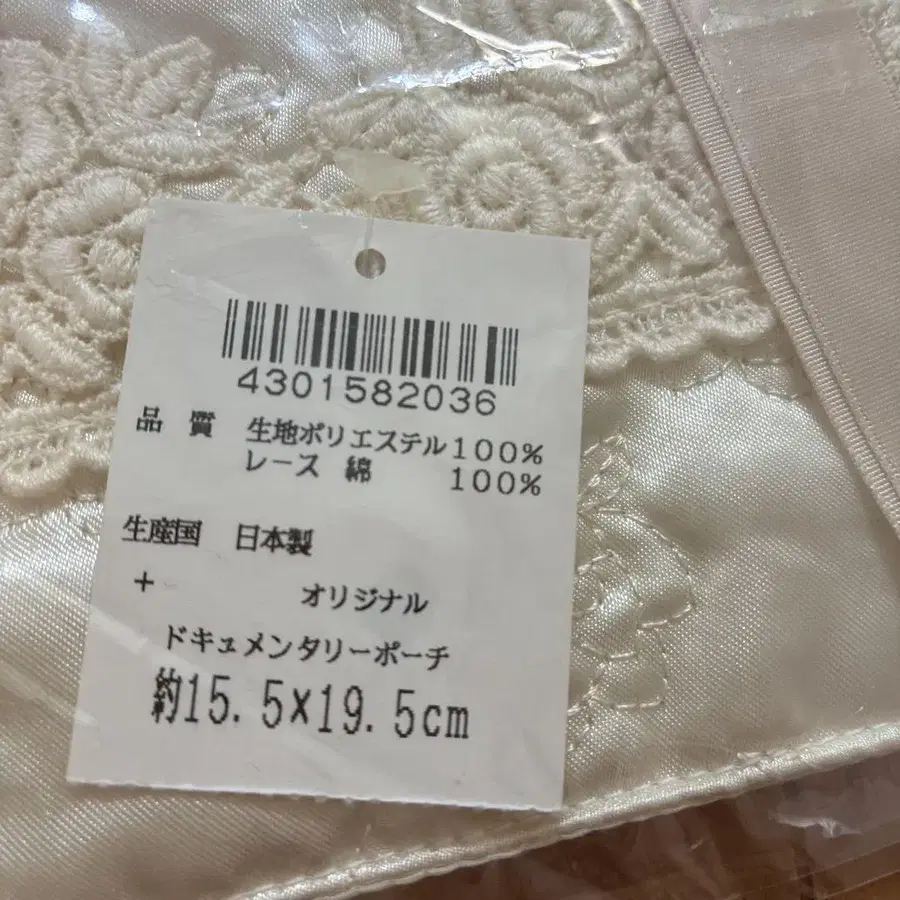 4301582036
品 質 生地ポリエステル100%
レース 綿 100%
生産国 日本製
+ オリジナル
ドキュメンタリーポーチ
約15.5×19.5cm